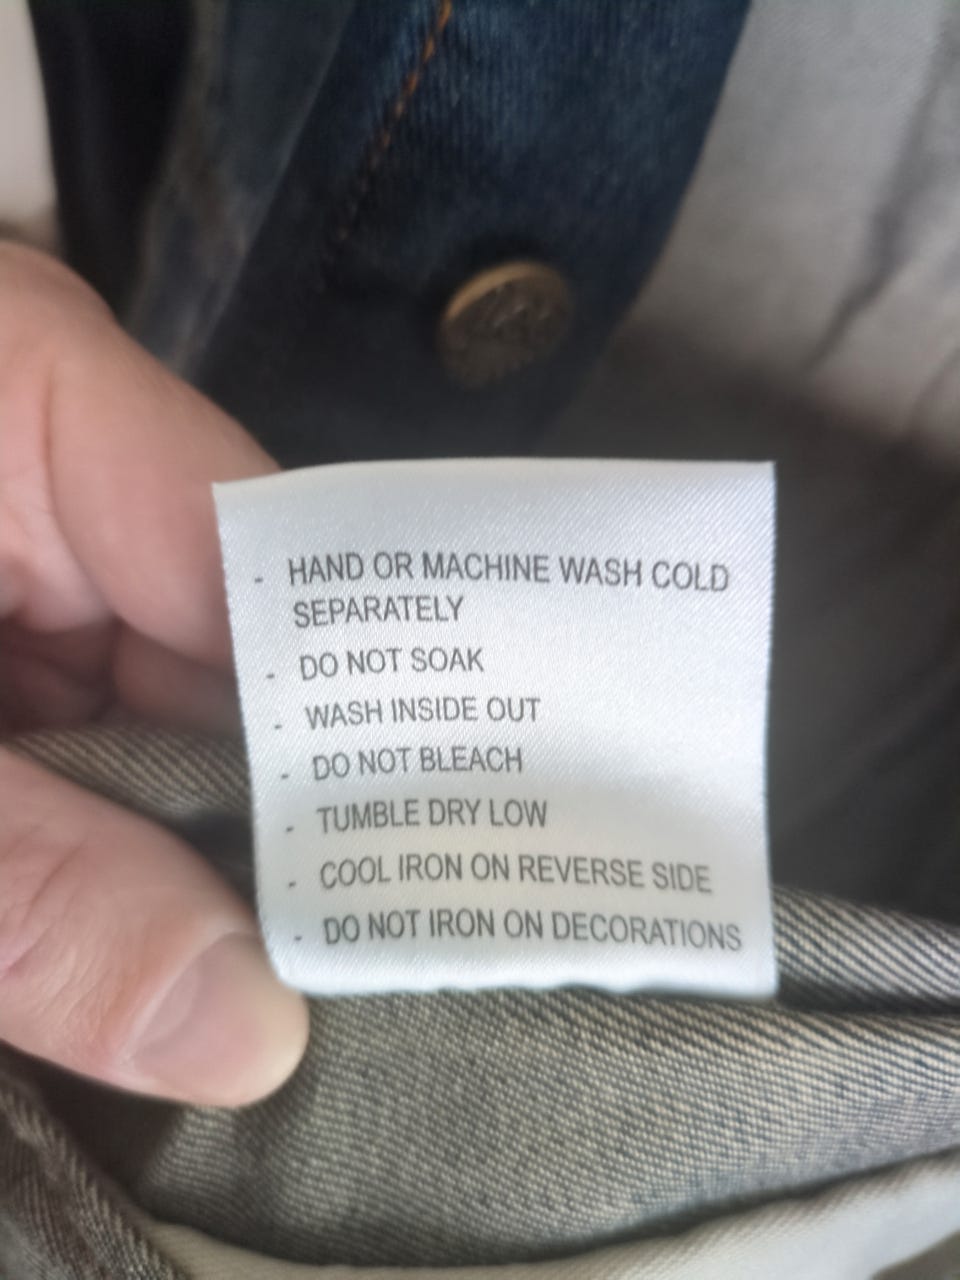 - HAND OR MACHINE WASH COLD
SEPARATELY
- DO NOT SOAK
- WASH INSIDE OUT
- DO NOT BLEACH
- TUMBLE DRY LOW
- COOL IRON ON REVERSE SIDE
- DO NOT IRON ON DECORATIONS